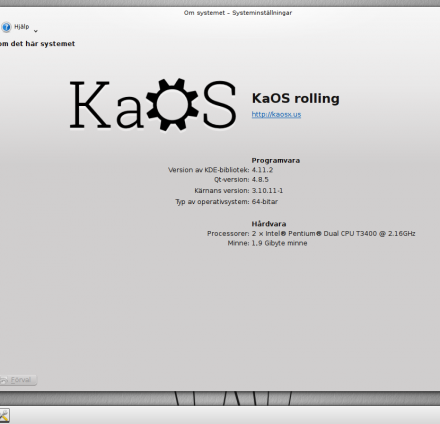 Om systemet – Systeminställningar
Hjälp
om det här systemet
KaOS
KaOS rolling
http://kaosx.us
Programvara
Version av KDE-bibliotek: 4.11.2
Qt-version: 4.8.5
Kärnans version: 3.10.11-1
Typ av operativsystem: 64-bitar
Hårdvara
Processorer: 2 × Intel® Pentium® Dual CPU T3400 @ 2.16GHz
Minne: 1,9 Gibyte minne
Förval